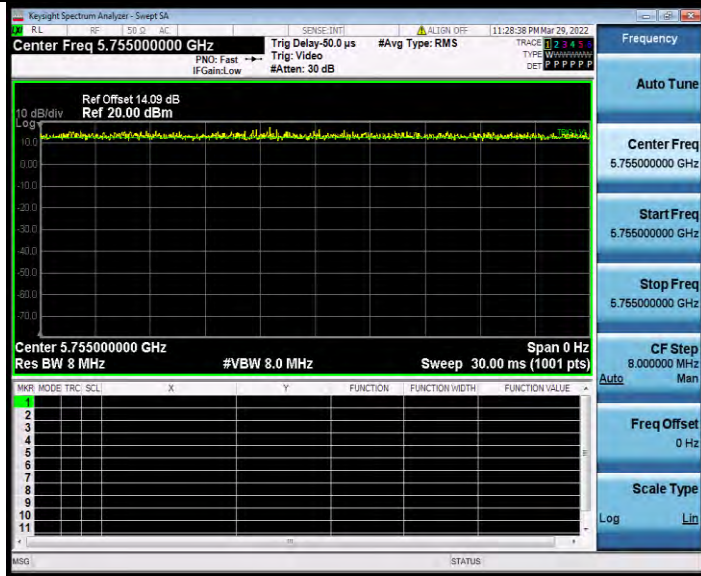 Keysight Spectrum Analyzer - Swept SA
RL RF 50 Ω AC SENSE:INT ALIGN OFF 11:28:38 PM Mar 29, 2022
Center Freq 5.755000000 GHz
PNO: Fast
IFGain:Low
Trig Delay-50.0 µs
Trig: Video
#Atten: 30 dB
#Avg Type: RMS
TRACE 1 2 3 4 5 6
TYPE WWWWWW
DET P P P P P P
Ref Offset 14.09 dB
10 dB/div Ref 20.00 dBm
Log
TRIG LVL
10.0
0.00
-10.0
-20.0
-30.0
-40.0
-50.0
-60.0
-70.0
Center 5.755000000 GHz Span 0 Hz
Res BW 8 MHz #VBW 8.0 MHz Sweep 30.00 ms (1001 pts)
MKR MODE TRC SCL X Y FUNCTION FUNCTION WIDTH FUNCTION VALUE
1
2
3
4
5
6
7
8
9
10
11
MSG STATUS
Frequency
Auto Tune
Center Freq
5.755000000 GHz
Start Freq
5.755000000 GHz
Stop Freq
5.755000000 GHz
CF Step
8.000000 MHz
Auto Man
Freq Offset
0 Hz
Scale Type
Log Lin